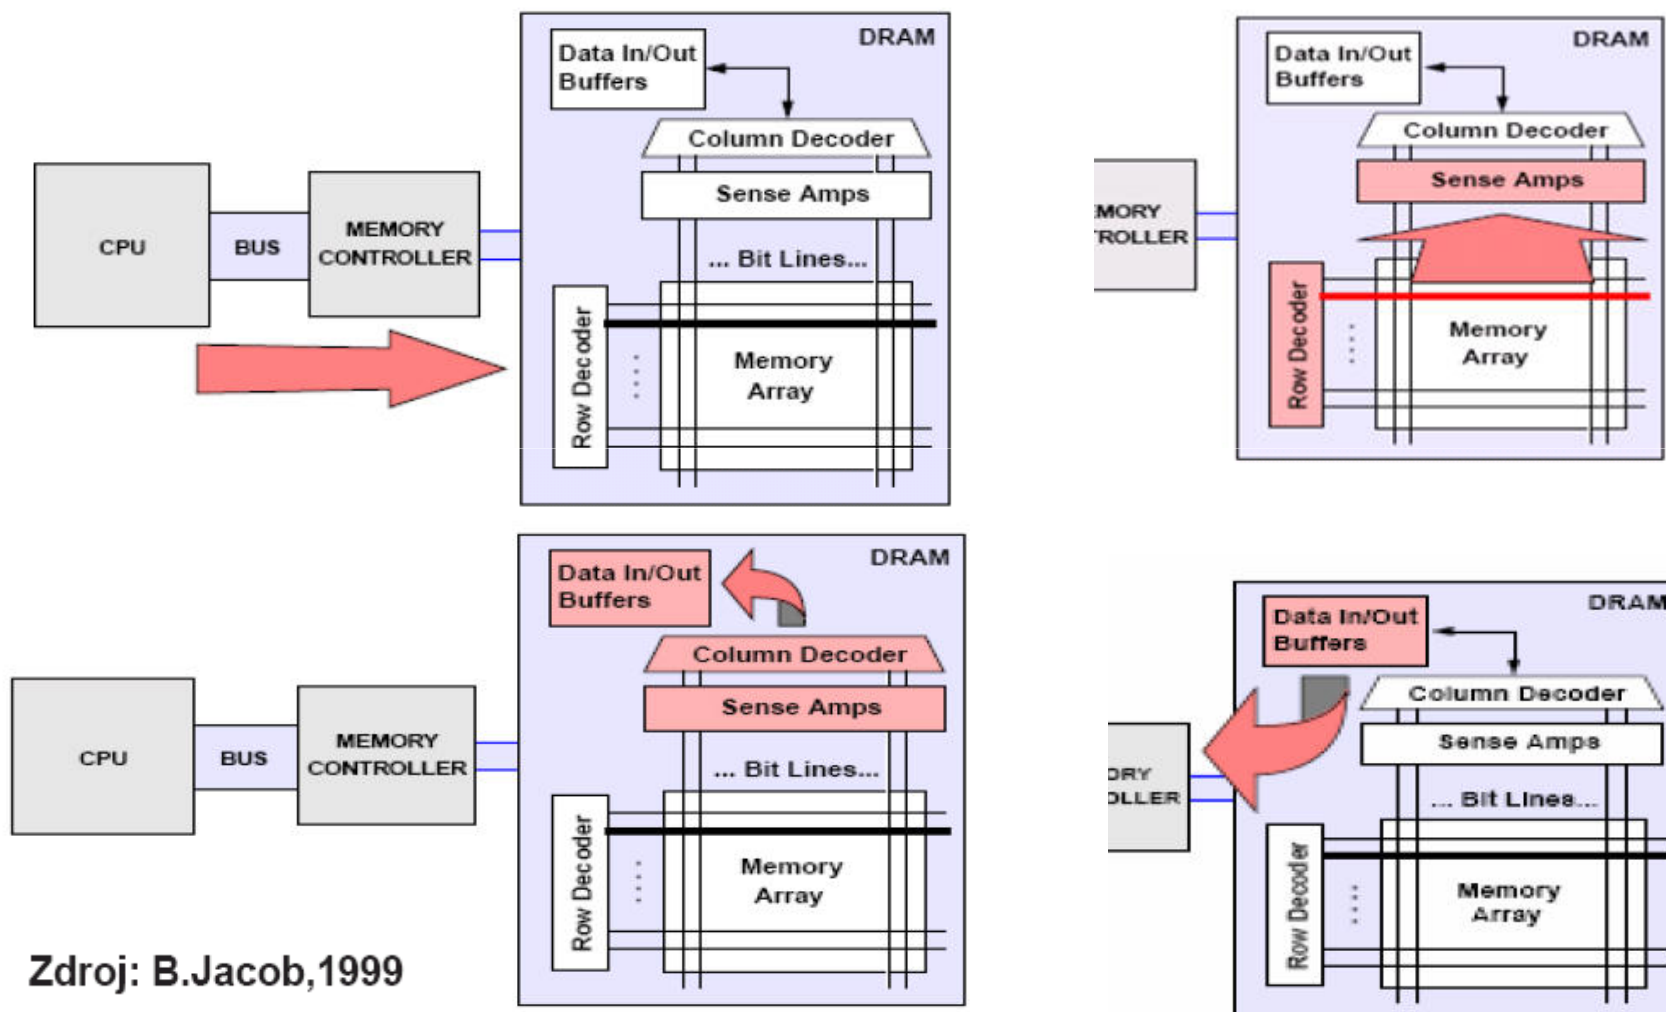 DRAM
Data In/Out
Buffers
Column Decoder
Sense Amps
CPU
BUS
MEMORY
CONTROLLER
... Bit Lines...
Row Decoder
Memory
Array
DRAM
Data In/Out
Buffers
Column Decoder
Sense Amps
EMORY
TROLLER
Row Decoder
Memory
Array
DRAM
Data In/Out
Buffers
Column Decoder
Sense Amps
CPU
BUS
MEMORY
CONTROLLER
... Bit Lines...
Row Decoder
Memory
Array
DRAM
Data In/Out
Buffers
Column Decoder
Sense Amps
ORY
OLLER
... Bit Lines...
Row Decoder
Memory
Array
Zdroj: B.Jacob,1999